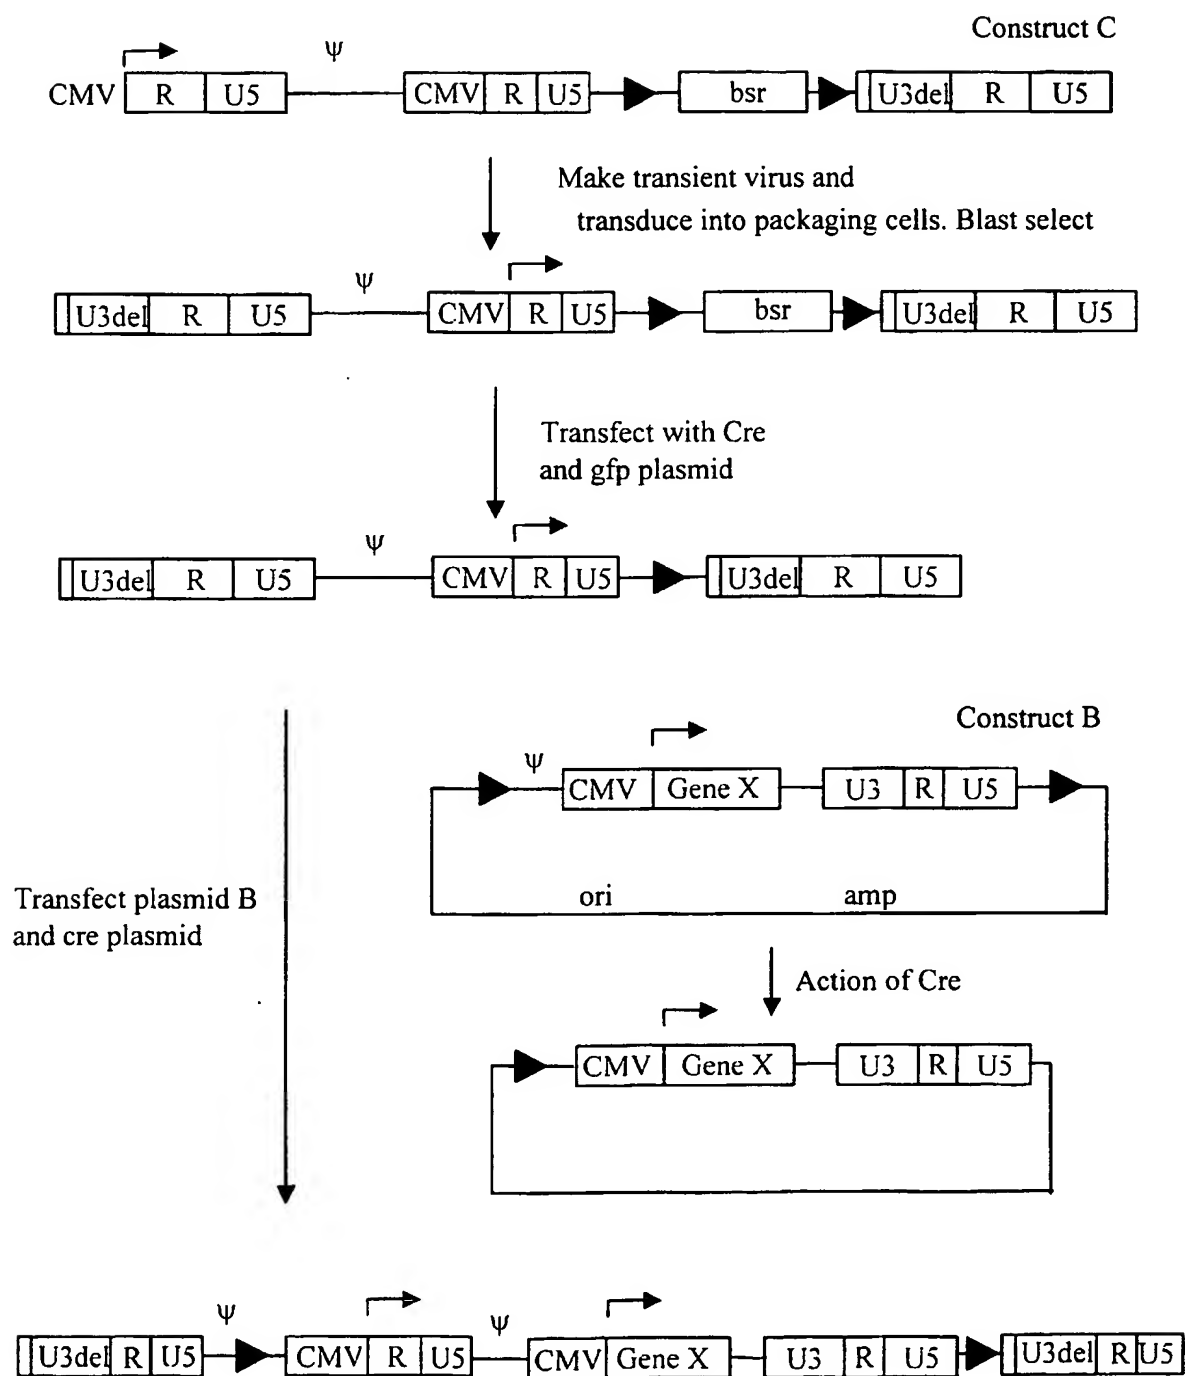 Construct C
ψ
CMV R U5 CMV R U5 bsr U3del R U5
Make transient virus and
transduce into packaging cells. Blast select
ψ
U3del R U5 CMV R U5 bsr U3del R U5
Transfect with Cre
and gfp plasmid
ψ
U3del R U5 CMV R U5 U3del R U5
Construct B
ψ
CMV Gene X U3 R U5
ori amp
Transfect plasmid B
and cre plasmid
Action of Cre
CMV Gene X U3 R U5
ψ ψ
U3del R U5 CMV R U5 CMV Gene X U3 R U5 U3del R U5